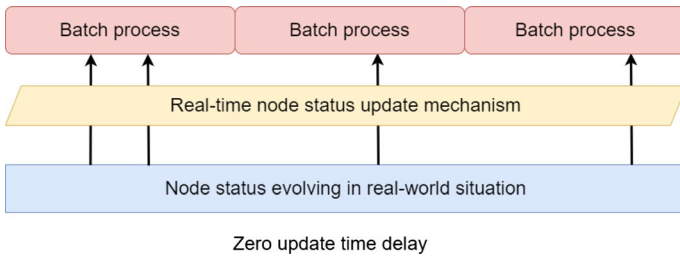 Batch process
Batch process
Batch process
Real-time node status update mechanism
Node status evolving in real-world situation
Zero update time delay